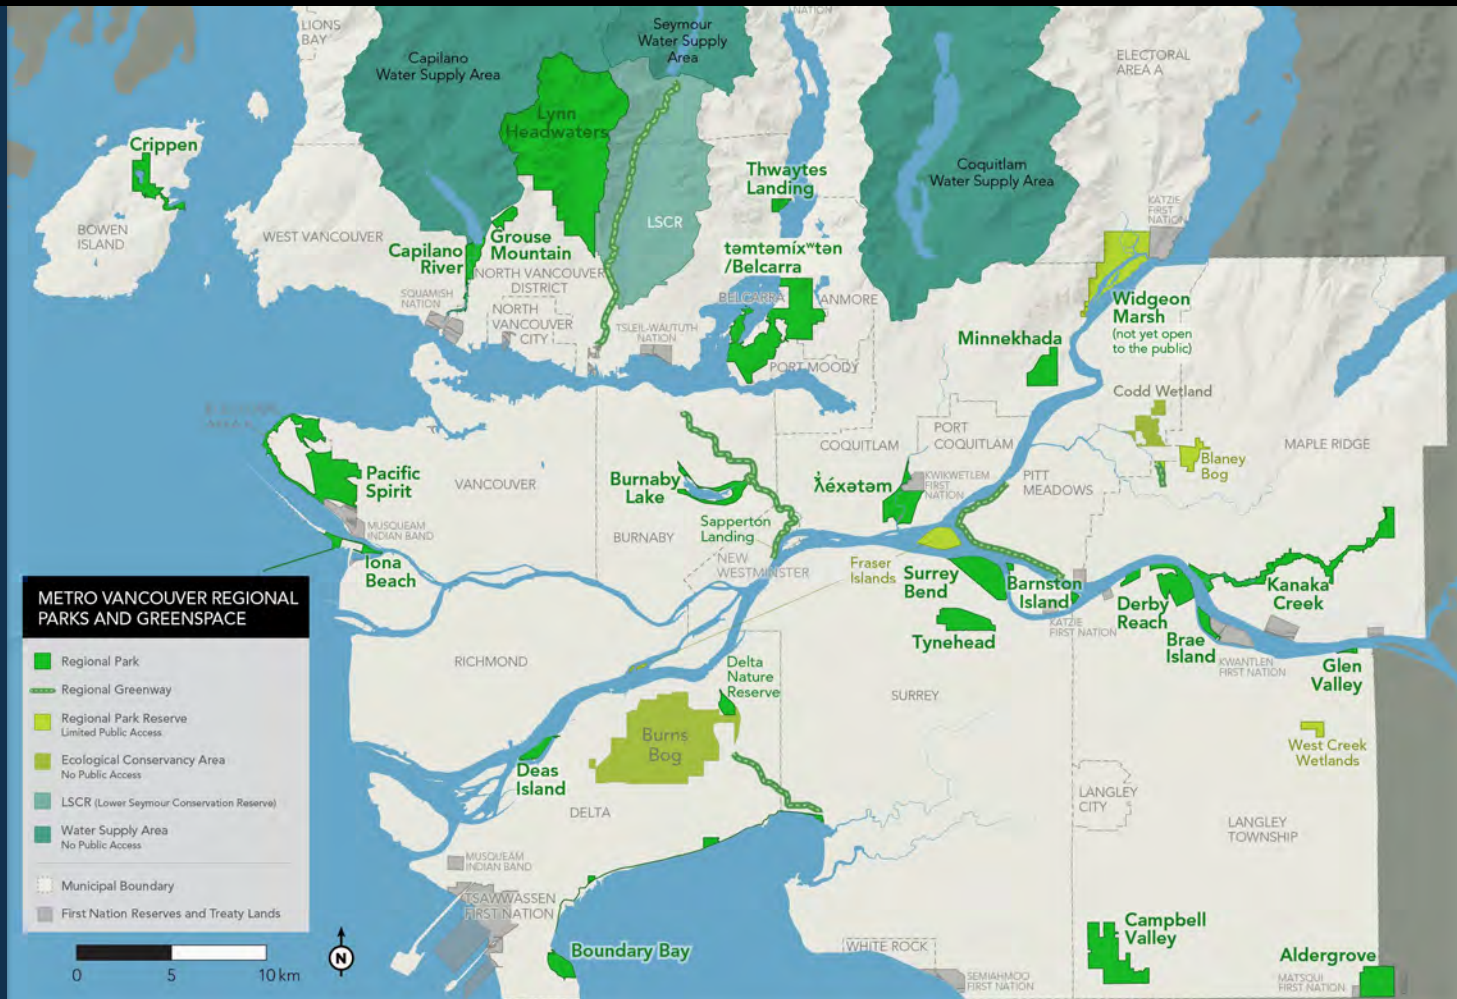 LIONS
BAY
Capilano
Water Supply Area
Seymour
Water Supply
Area
NATION
ELECTORAL
AREA A
Lynn
Headwaters
Crippen
Thwaytes
Landing
Coquitlam
Water Supply Area
KATZIE
FIRST
NATION
BOWEN
ISLAND
WEST VANCOUVER
LSCR
Grouse
Mountain
Capilano
River
NORTH VANCOUVER
DISTRICT
təmtəmíxʷtən
/Belcarra
SQUAMISH
NATION
NORTH
VANCOUVER
CITY
TSLEIL-WAUTUTH
NATION
BELCARRA
ANMORE
PORT MOODY
Widgeon
Marsh
(not yet open
to the public)
Minnekhada
Codd Wetland
COQUITLAM
PORT
COQUITLAM
MAPLE RIDGE
Blaney
Bog
Pacific
Spirit
VANCOUVER
Burnaby
Lake
ƛ̓éxətəm
KWIKWETLEM
FIRST
NATION
PITT
MEADOWS
MUSQUEAM
INDIAN BAND
Sapperton
Landing
BURNABY
NEW
WESTMINSTER
Iona
Beach
Fraser
Islands
Surrey
Bend
Barnston
Island
Derby
Reach
Kanaka
Creek
KATZIE
FIRST NATION
Tynehead
Brae
Island
KWANTLEN
FIRST NATION
Glen
Valley
METRO VANCOUVER REGIONAL
PARKS AND GREENSPACE
Regional Park
Regional Greenway
Regional Park Reserve
Limited Public Access
Ecological Conservancy Area
No Public Access
LSCR (Lower Seymour Conservation Reserve)
Water Supply Area
No Public Access
Municipal Boundary
First Nation Reserves and Treaty Lands
0 5 10 km
N
RICHMOND
Delta
Nature
Reserve
SURREY
Burns
Bog
Deas
Island
DELTA
West Creek
Wetlands
LANGLEY
CITY
LANGLEY
TOWNSHIP
MUSQUEAM
INDIAN BAND
TSAWWASSEN
FIRST NATION
Boundary Bay
WHITE ROCK
SEMIAHMOO
FIRST NATION
Campbell
Valley
Aldergrove
MATSQUI
FIRST NATION